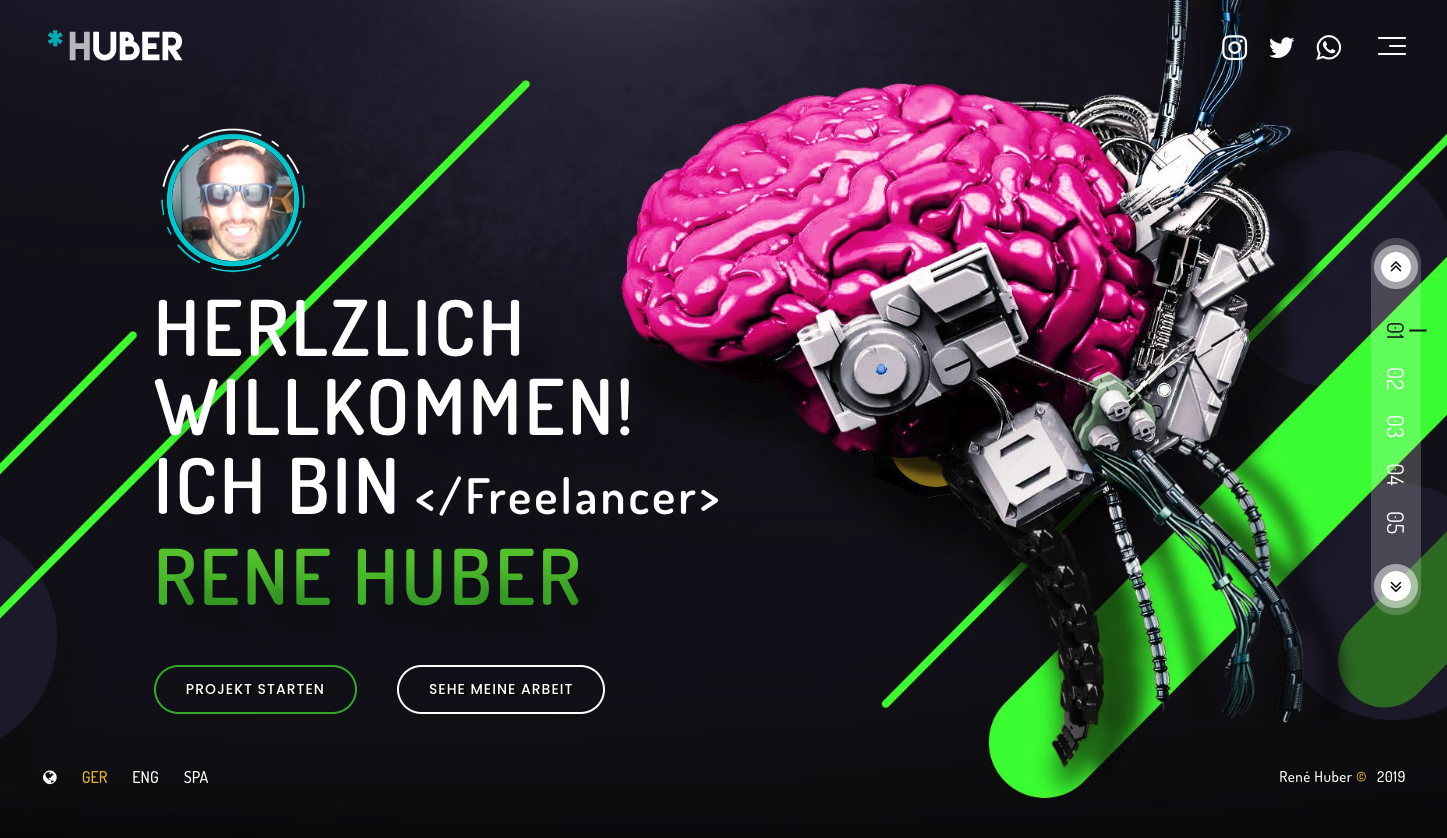 *HUBER
HERLZLICH
WILLKOMMEN!
ICH BIN </Freelancer>
RENE HUBER
PROJEKT STARTEN
SEHE MEINE ARBEIT
01
02
03
04
05
GER ENG SPA
René Huber © 2019